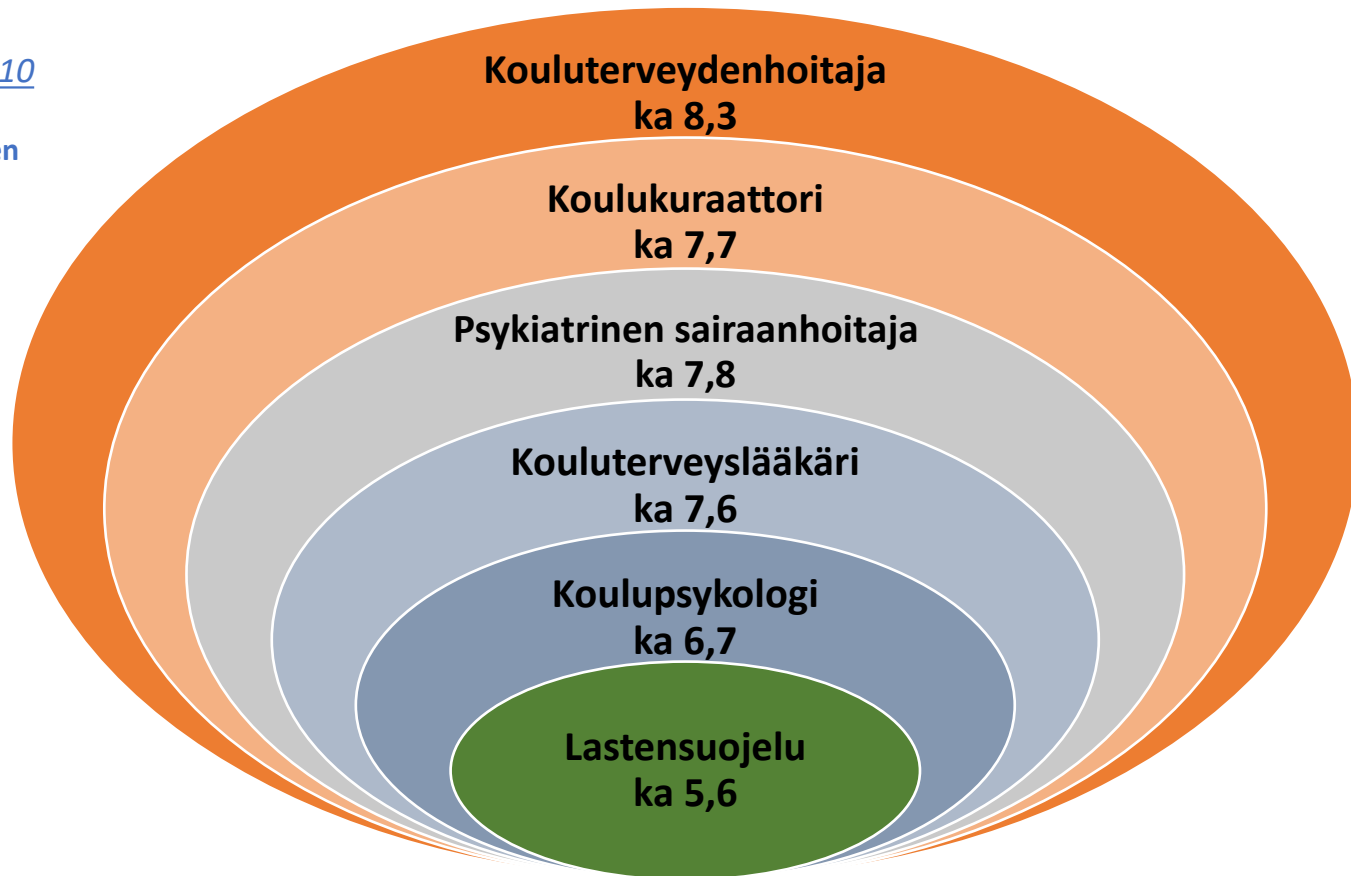 10
en
Kouluterveydenhoitaja
ka 8,3
Koulukuraattori
ka 7,7
Psykiatrinen sairaanhoitaja
ka 7,8
Kouluterveyslääkäri
ka 7,6
Koulupsykologi
ka 6,7
Lastensuojelu
ka 5,6